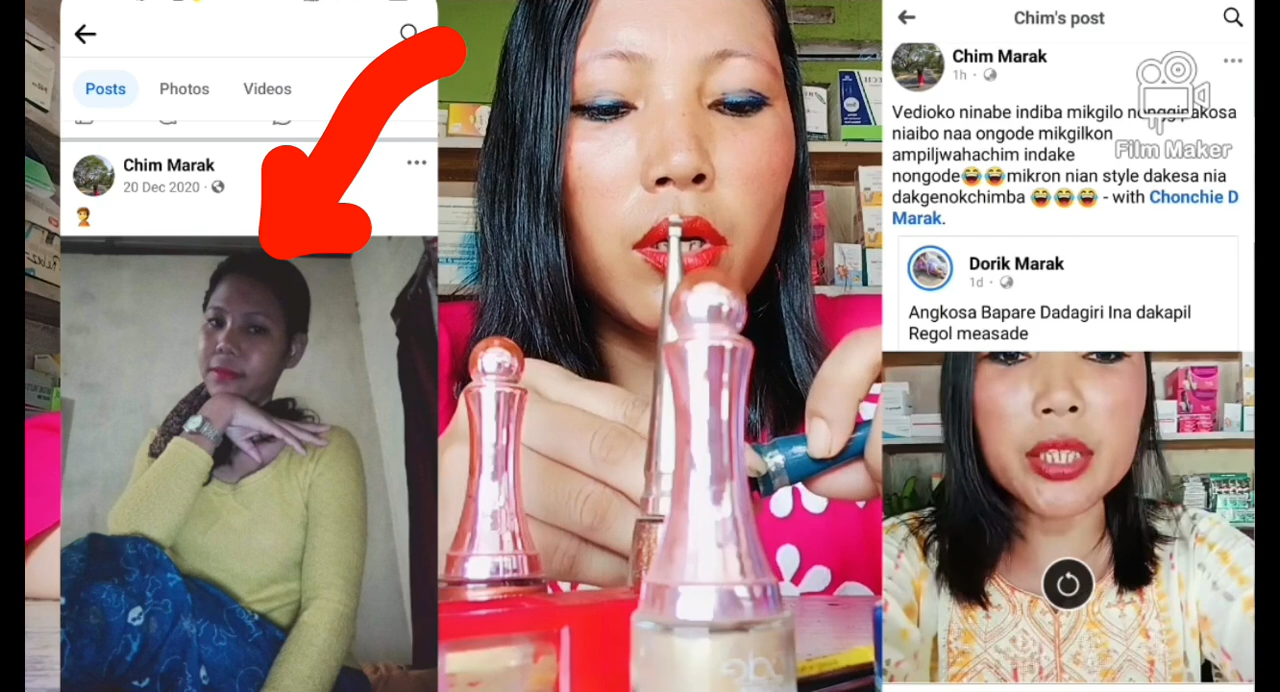 Posts Photos Videos
Chim Marak
20 Dec 2020
Chim's post
Chim Marak
1h
Vedioko ninabe indiba mikgilo
niaibo naa ongode mikgilkon
ampiljwahachim indake
nongode😂😂mikron nian style dakesa nia
dakgenokchimba 😂😂😂 - with Chonchie D
Marak.
Film Maker
Dorik Marak
1d
Angkosa Bapare Dadagiri Ina dakapil
Regol measade